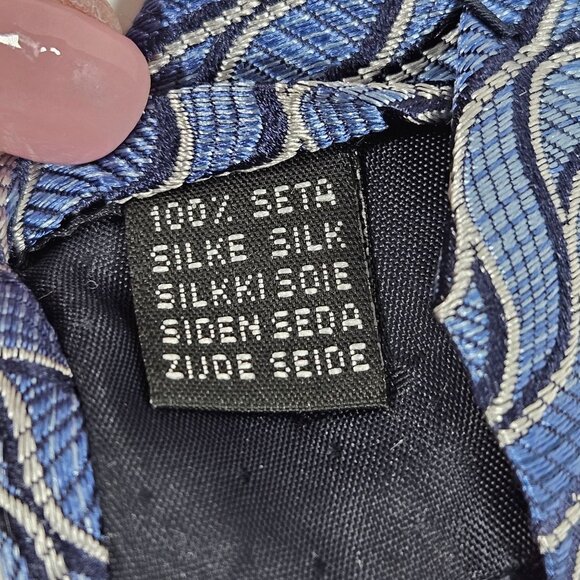 100% SETA
SILKE SILK
SILKKI SOIE
SIDEN SEDA
ZIJDE SEIDE